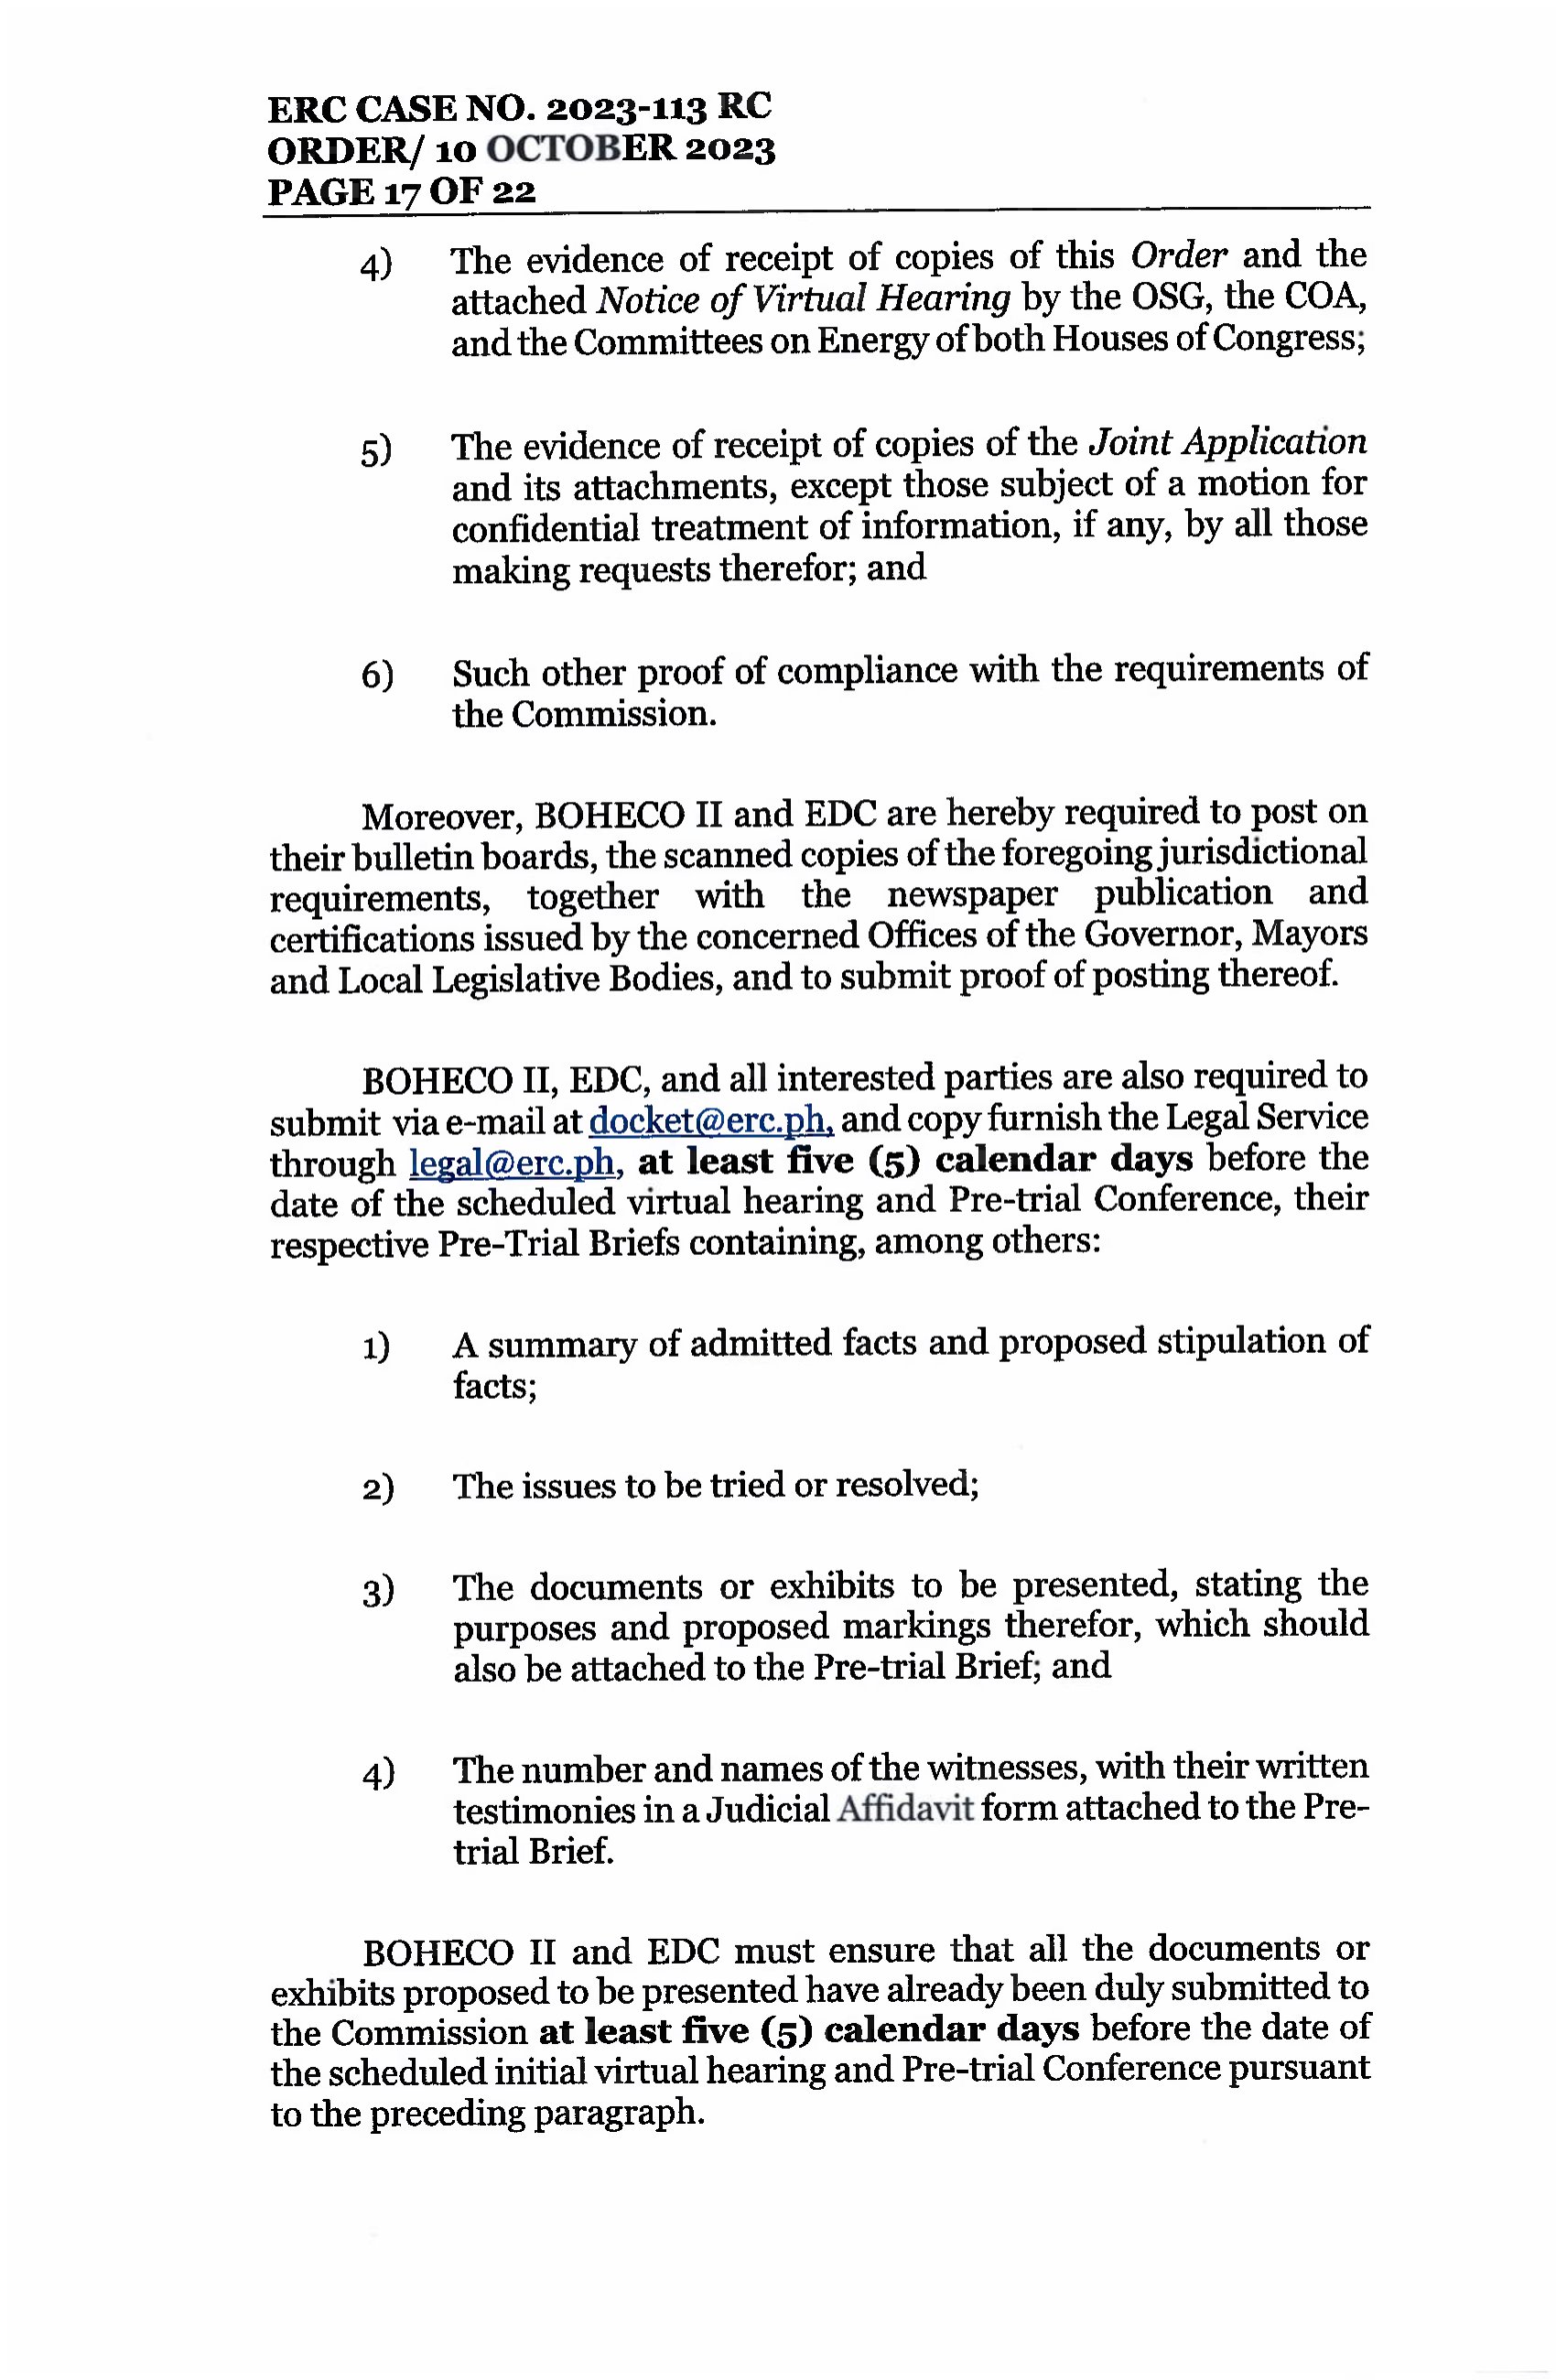 ERC CASE NO. 2023-113 RC
ORDER/ 10 OCTOBER 2023
PAGE 17 OF 22
4) The evidence of receipt of copies of this Order and the
attached Notice of Virtual Hearing by the OSG, the COA,
and the Committees on Energy of both Houses of Congress;
5) The evidence of receipt of copies of the Joint Application
and its attachments, except those subject of a motion for
confidential treatment of information, if any, by all those
making requests therefor; and
6) Such other proof of compliance with the requirements of
the Commission.
Moreover, BOHECO II and EDC are hereby required to post on
their bulletin boards, the scanned copies of the foregoing jurisdictional
requirements, together with the newspaper publication and
certifications issued by the concerned Offices of the Governor, Mayors
and Local Legislative Bodies, and to submit proof of posting thereof.
BOHECO II, EDC, and all interested parties are also required to
submit via e-mail at docket@erc.ph, and copy furnish the Legal Service
through legal@erc.ph, at least five (5) calendar days before the
date of the scheduled virtual hearing and Pre-trial Conference, their
respective Pre-Trial Briefs containing, among others:
1) A summary of admitted facts and proposed stipulation of
facts;
2) The issues to be tried or resolved;
3) The documents or exhibits to be presented, stating the
purposes and proposed markings therefor, which should
also be attached to the Pre-trial Brief; and
4) The number and names of the witnesses, with their written
testimonies in a Judicial Affidavit form attached to the Pre-
trial Brief.
BOHECO II and EDC must ensure that all the documents or
exhibits proposed to be presented have already been duly submitted to
the Commission at least five (5) calendar days before the date of
the scheduled initial virtual hearing and Pre-trial Conference pursuant
to the preceding paragraph.